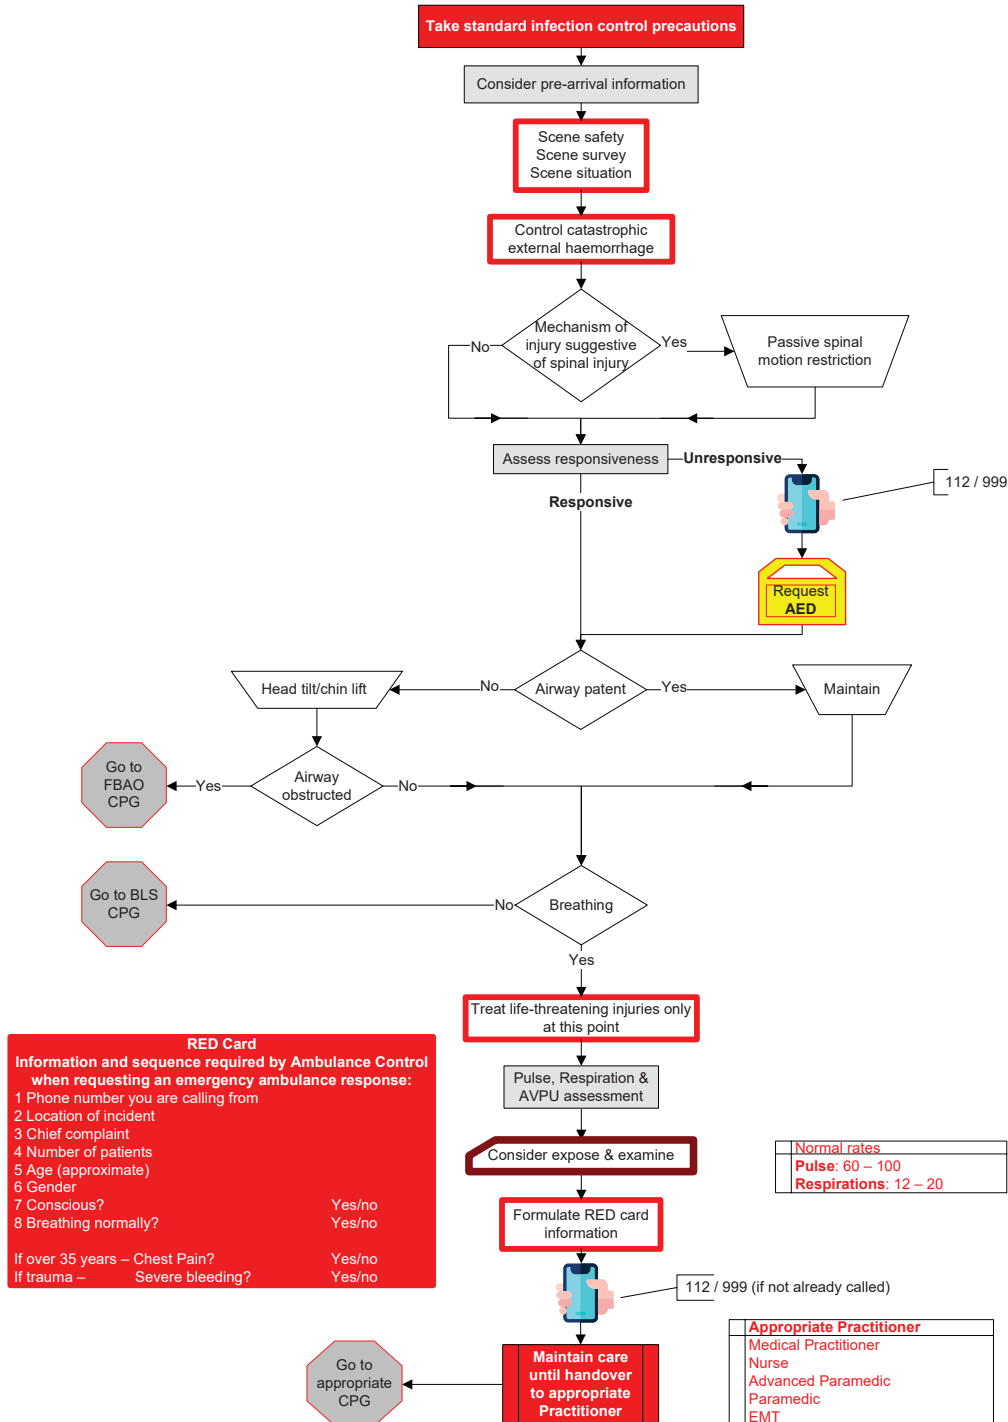 Take standard infection control precautions
Consider pre-arrival information
Scene safety
Scene survey
Scene situation
Control catastrophic
external haemorrhage
Mechanism of
injury suggestive
of spinal injury
No
Yes
Passive spinal
motion restriction
Assess responsiveness
Unresponsive
Responsive
112 / 999
Request
AED
Head tilt/chin lift
No
Airway patent
Yes
Maintain
Go to
FBAO
CPG
Yes
Airway
obstructed
No
Go to BLS
CPG
No
Breathing
Yes
Treat life-threatening injuries only
at this point
RED Card
Information and sequence required by Ambulance Control
when requesting an emergency ambulance response:
1 Phone number you are calling from
2 Location of incident
3 Chief complaint
4 Number of patients
5 Age (approximate)
6 Gender
7 Conscious? Yes/no
8 Breathing normally? Yes/no
If over 35 years – Chest Pain? Yes/no
If trauma – Severe bleeding? Yes/no
Pulse, Respiration &
AVPU assessment
Consider expose & examine
Normal rates
Pulse: 60 – 100
Respirations: 12 – 20
Formulate RED card
information
112 / 999 (if not already called)
Go to
appropriate
CPG
Maintain care
until handover
to appropriate
Practitioner
Appropriate Practitioner
Medical Practitioner
Nurse
Advanced Paramedic
Paramedic
EMT